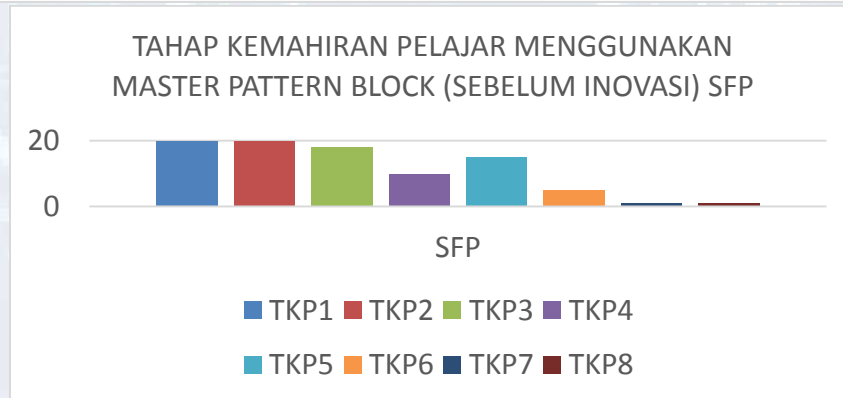 TAHAP KEMAHIRAN PELAJAR MENGGUNAKAN
MASTER PATTERN BLOCK (SEBELUM INOVASI) SFP
20
0
SFP
TKP1 TKP2 TKP3 TKP4
TKP5 TKP6 TKP7 TKP8